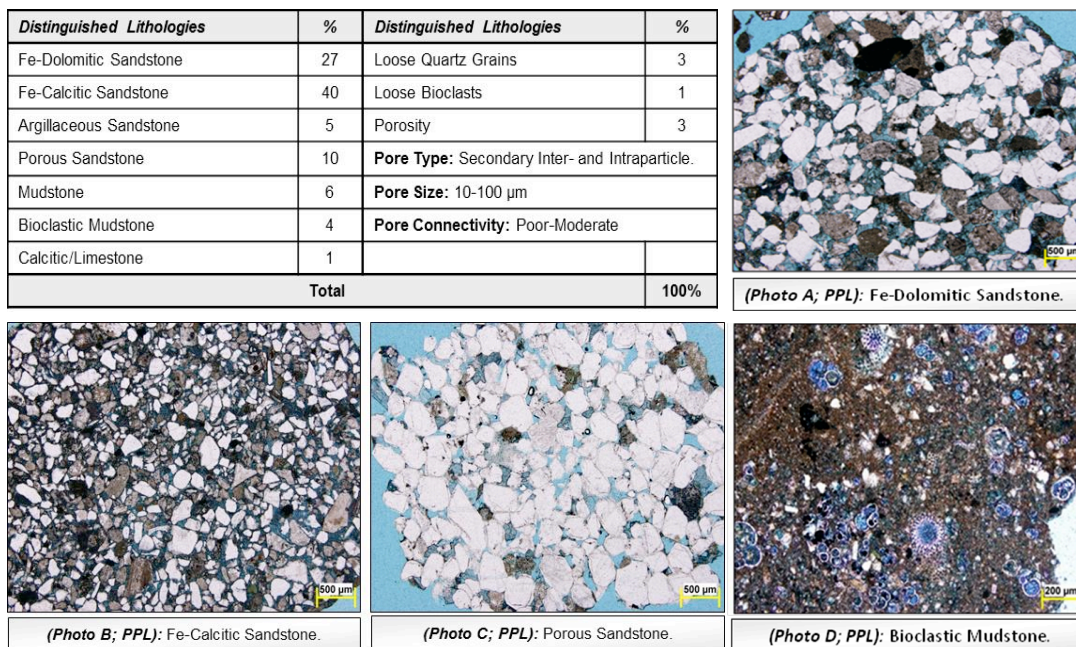 Distinguished Lithologies % Distinguished Lithologies %
Fe-Dolomitic Sandstone 27 Loose Quartz Grains 3
Fe-Calcitic Sandstone 40 Loose Bioclasts 1
Argillaceous Sandstone 5 Porosity 3
Porous Sandstone 10 Pore Type: Secondary Inter- and Intraparticle.
Mudstone 6 Pore Size: 10-100 µm
Bioclastic Mudstone 4 Pore Connectivity: Poor-Moderate
Calcitic/Limestone 1
Total 100%
500 µm
(Photo A; PPL): Fe-Dolomitic Sandstone.
500 µm
(Photo B; PPL): Fe-Calcitic Sandstone.
500 µm
(Photo C; PPL): Porous Sandstone.
200 µm
(Photo D; PPL): Bioclastic Mudstone.